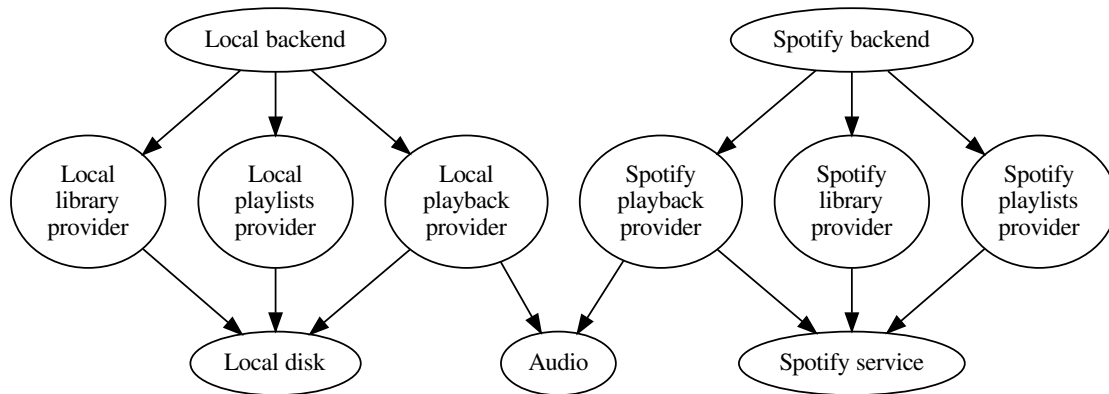 Local backend
Spotify backend
Local
library
provider
Local
playlists
provider
Local
playback
provider
Spotify
playback
provider
Spotify
library
provider
Spotify
playlists
provider
Local disk
Audio
Spotify service